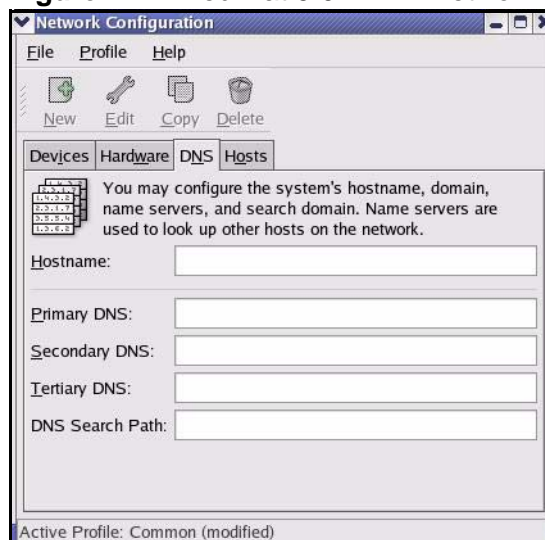 Network Configuration
File Profile Help
New Edit Copy Delete
Devices Hardware DNS Hosts
You may configure the system's hostname, domain,
name servers, and search domain. Name servers are
used to look up other hosts on the network.
Hostname:
Primary DNS:
Secondary DNS:
Tertiary DNS:
DNS Search Path:
Active Profile: Common (modified)